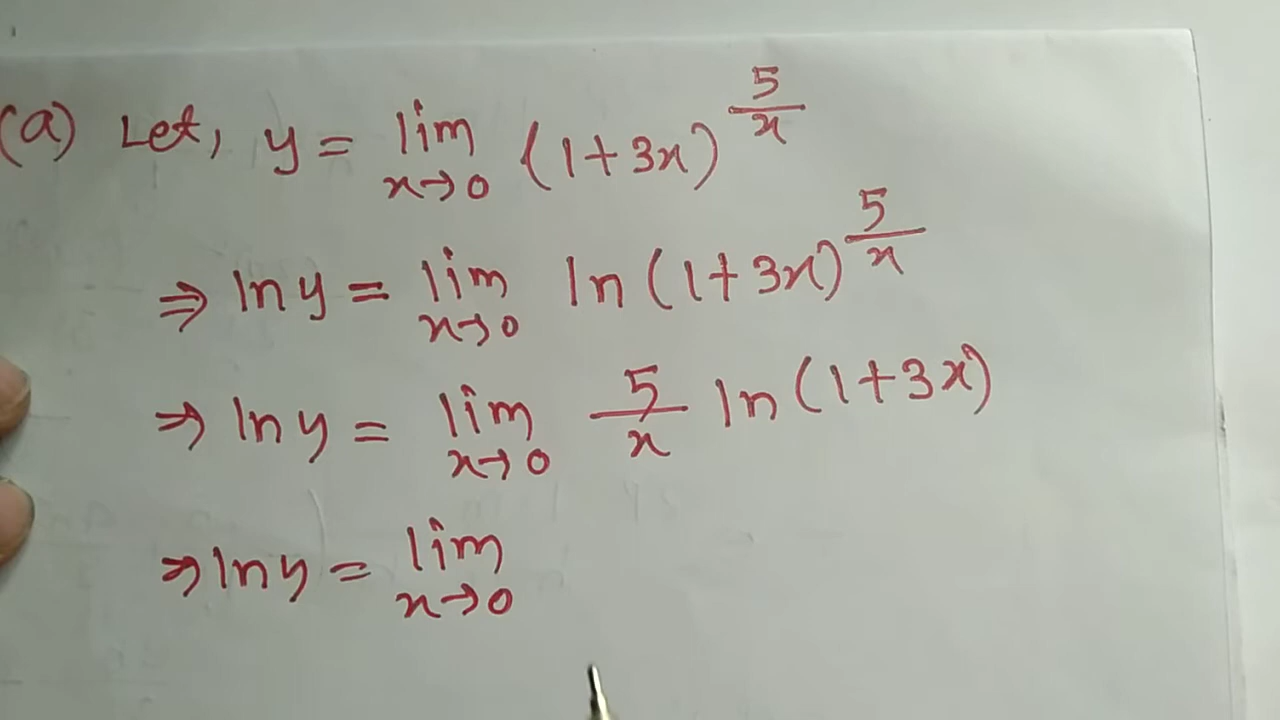 (a) Let, y = lim x→0 (1+3x)^(5/x)
⇒ ln y = lim x→0 ln(1+3x)^(5/x)
⇒ ln y = lim x→0 5/x ln(1+3x)
⇒ ln y = lim x→0